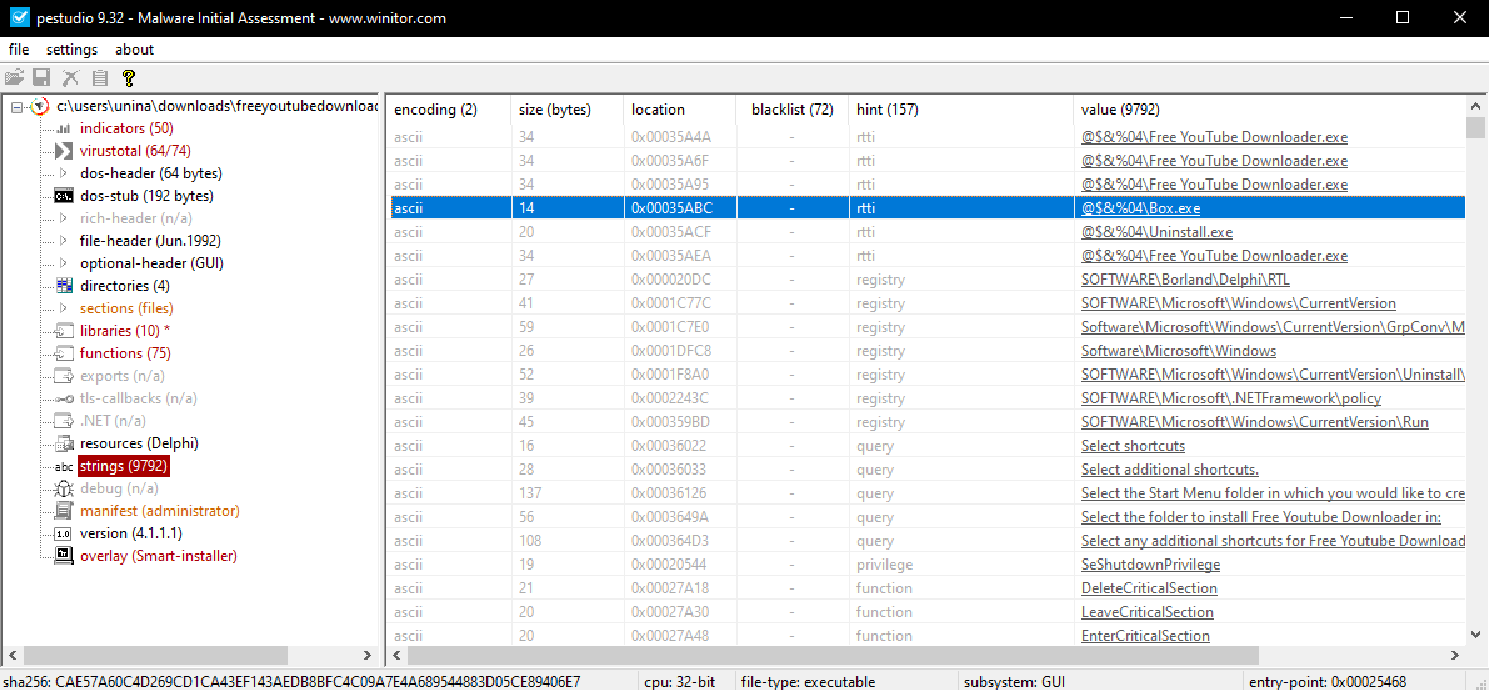 pestudio 9.32 - Malware Initial Assessment - www.winitor.com
file settings about
c:\users\unina\downloads\freeyoutubedownloac
indicators (50)
virustotal (64/74)
dos-header (64 bytes)
dos-stub (192 bytes)
rich-header (n/a)
file-header (Jun.1992)
optional-header (GUI)
directories (4)
sections (files)
libraries (10) *
functions (75)
exports (n/a)
tls-callbacks (n/a)
.NET (n/a)
resources (Delphi)
abc strings (9792)
debug (n/a)
manifest (administrator)
1.0 version (4.1.1.1)
overlay (Smart-installer)
encoding (2) size (bytes) location blacklist (72) hint (157) value (9792)
ascii 34 0x00035A4A - rtti @$&%04\Free YouTube Downloader.exe
ascii 34 0x00035A6F - rtti @$&%04\Free YouTube Downloader.exe
ascii 34 0x00035A95 - rtti @$&%04\Free YouTube Downloader.exe
ascii 14 0x00035ABC - rtti @$&%04\Box.exe
ascii 20 0x00035ACF - rtti @$&%04\Uninstall.exe
ascii 34 0x00035AEA - rtti @$&%04\Free YouTube Downloader.exe
ascii 27 0x000020DC - registry SOFTWARE\Borland\Delphi\RTL
ascii 41 0x0001C77C - registry SOFTWARE\Microsoft\Windows\CurrentVersion
ascii 59 0x0001C7E0 - registry Software\Microsoft\Windows\CurrentVersion\GrpConv\M
ascii 26 0x0001DFC8 - registry Software\Microsoft\Windows
ascii 52 0x0001F8A0 - registry SOFTWARE\Microsoft\Windows\CurrentVersion\Uninstall\
ascii 39 0x0002243C - registry SOFTWARE\Microsoft\.NETFramework\policy
ascii 45 0x000359BD - registry SOFTWARE\Microsoft\Windows\CurrentVersion\Run
ascii 16 0x00036022 - query Select shortcuts
ascii 28 0x00036033 - query Select additional shortcuts.
ascii 137 0x00036126 - query Select the Start Menu folder in which you would like to cre
ascii 56 0x0003649A - query Select the folder to install Free Youtube Downloader in:
ascii 108 0x000364D3 - query Select any additional shortcuts for Free Youtube Download
ascii 19 0x00020544 - privilege SeShutdownPrivilege
ascii 21 0x00027A18 - function DeleteCriticalSection
ascii 20 0x00027A30 - function LeaveCriticalSection
ascii 20 0x00027A48 - function EnterCriticalSection
sha256: CAE57A60C4D269CD1CA43EF143AEDB8BFC4C09A7E4A689544883D05CE89406E7 cpu: 32-bit file-type: executable subsystem: GUI entry-point: 0x00025468